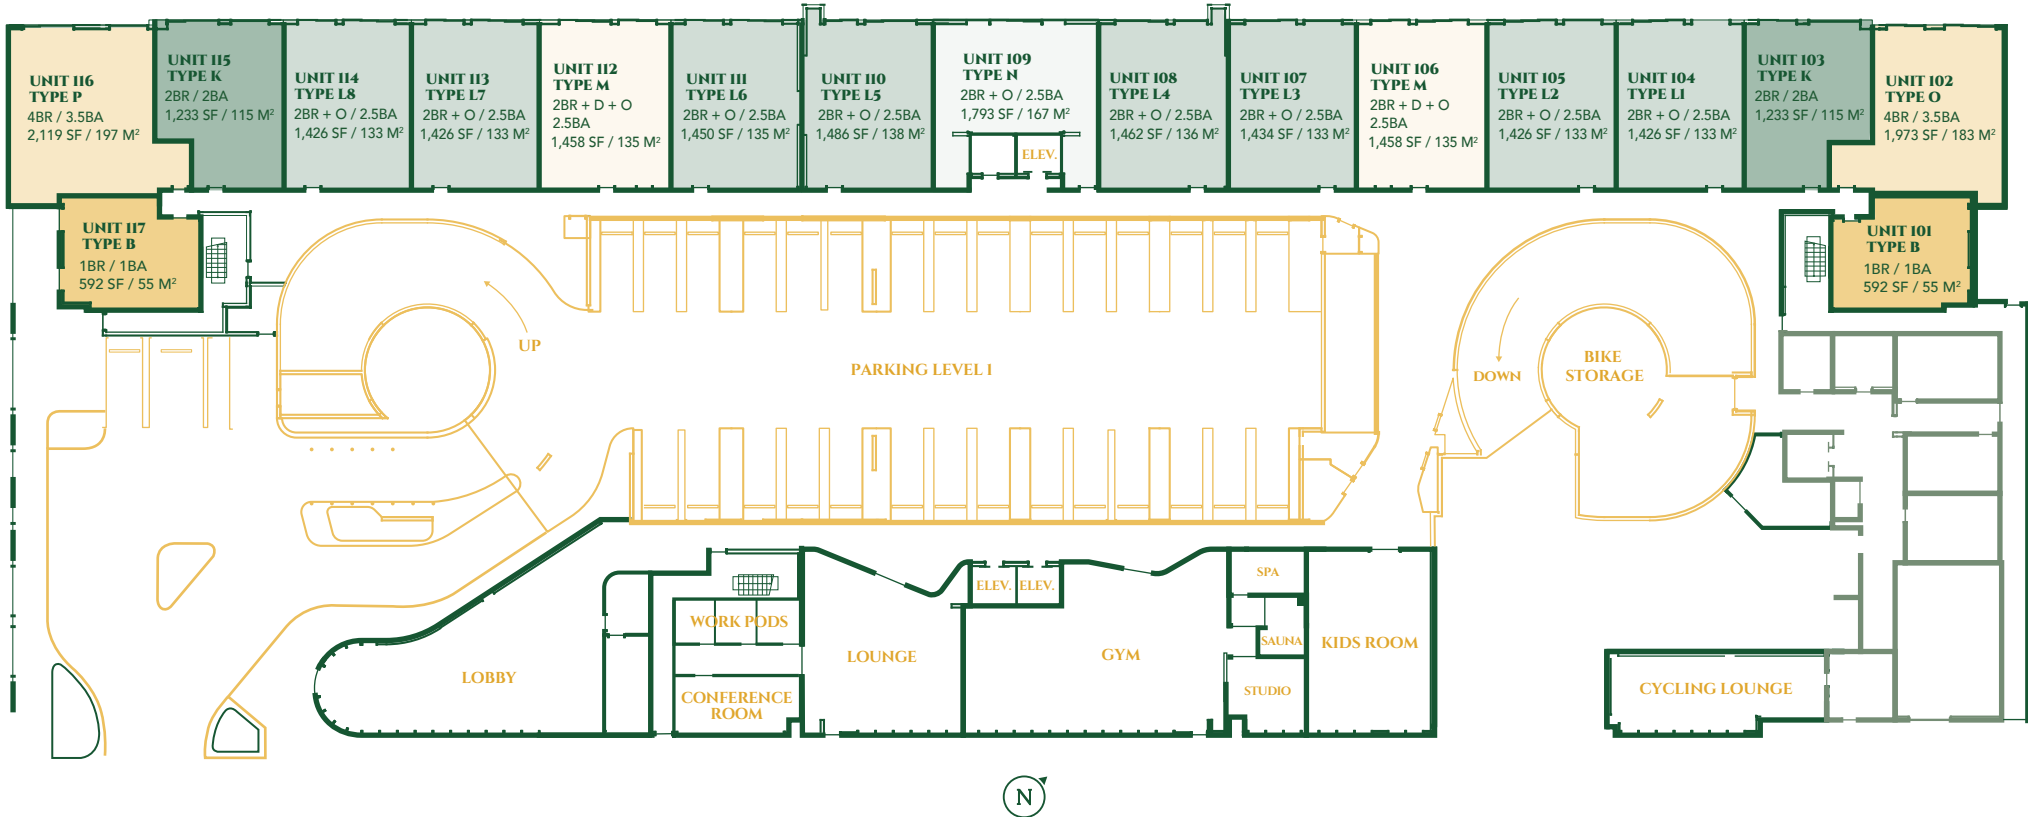 UNIT 116
TYPE P
4BR / 3.5BA
2,119 SF / 197 M²
UNIT 115
TYPE K
2BR / 2BA
1,233 SF / 115 M²
UNIT 114
TYPE L8
2BR + O / 2.5BA
1,426 SF / 133 M²
UNIT 113
TYPE L7
2BR + O / 2.5BA
1,426 SF / 133 M²
UNIT 112
TYPE M
2BR + D + O
2.5BA
1,458 SF / 135 M²
UNIT 111
TYPE L6
2BR + O / 2.5BA
1,450 SF / 135 M²
UNIT 110
TYPE L5
2BR + O / 2.5BA
1,486 SF / 138 M²
UNIT 109
TYPE N
2BR + O / 2.5BA
1,793 SF / 167 M²
ELEV.
UNIT 108
TYPE L4
2BR + O / 2.5BA
1,462 SF / 136 M²
UNIT 107
TYPE L3
2BR + O / 2.5BA
1,434 SF / 133 M²
UNIT 106
TYPE M
2BR + D + O
2.5BA
1,458 SF / 135 M²
UNIT 105
TYPE L2
2BR + O / 2.5BA
1,426 SF / 133 M²
UNIT 104
TYPE L1
2BR + O / 2.5BA
1,426 SF / 133 M²
UNIT 103
TYPE K
2BR / 2BA
1,233 SF / 115 M²
UNIT 102
TYPE O
4BR / 3.5BA
1,973 SF / 183 M²
UNIT 117
TYPE B
1BR / 1BA
592 SF / 55 M²
UNIT 101
TYPE B
1BR / 1BA
592 SF / 55 M²
UP
PARKING LEVEL 1
DOWN
BIKE
STORAGE
LOBBY
WORK PODS
CONFERENCE
ROOM
LOUNGE
ELEV.
ELEV.
GYM
SPA
SAUNA
STUDIO
KIDS ROOM
CYCLING LOUNGE
N